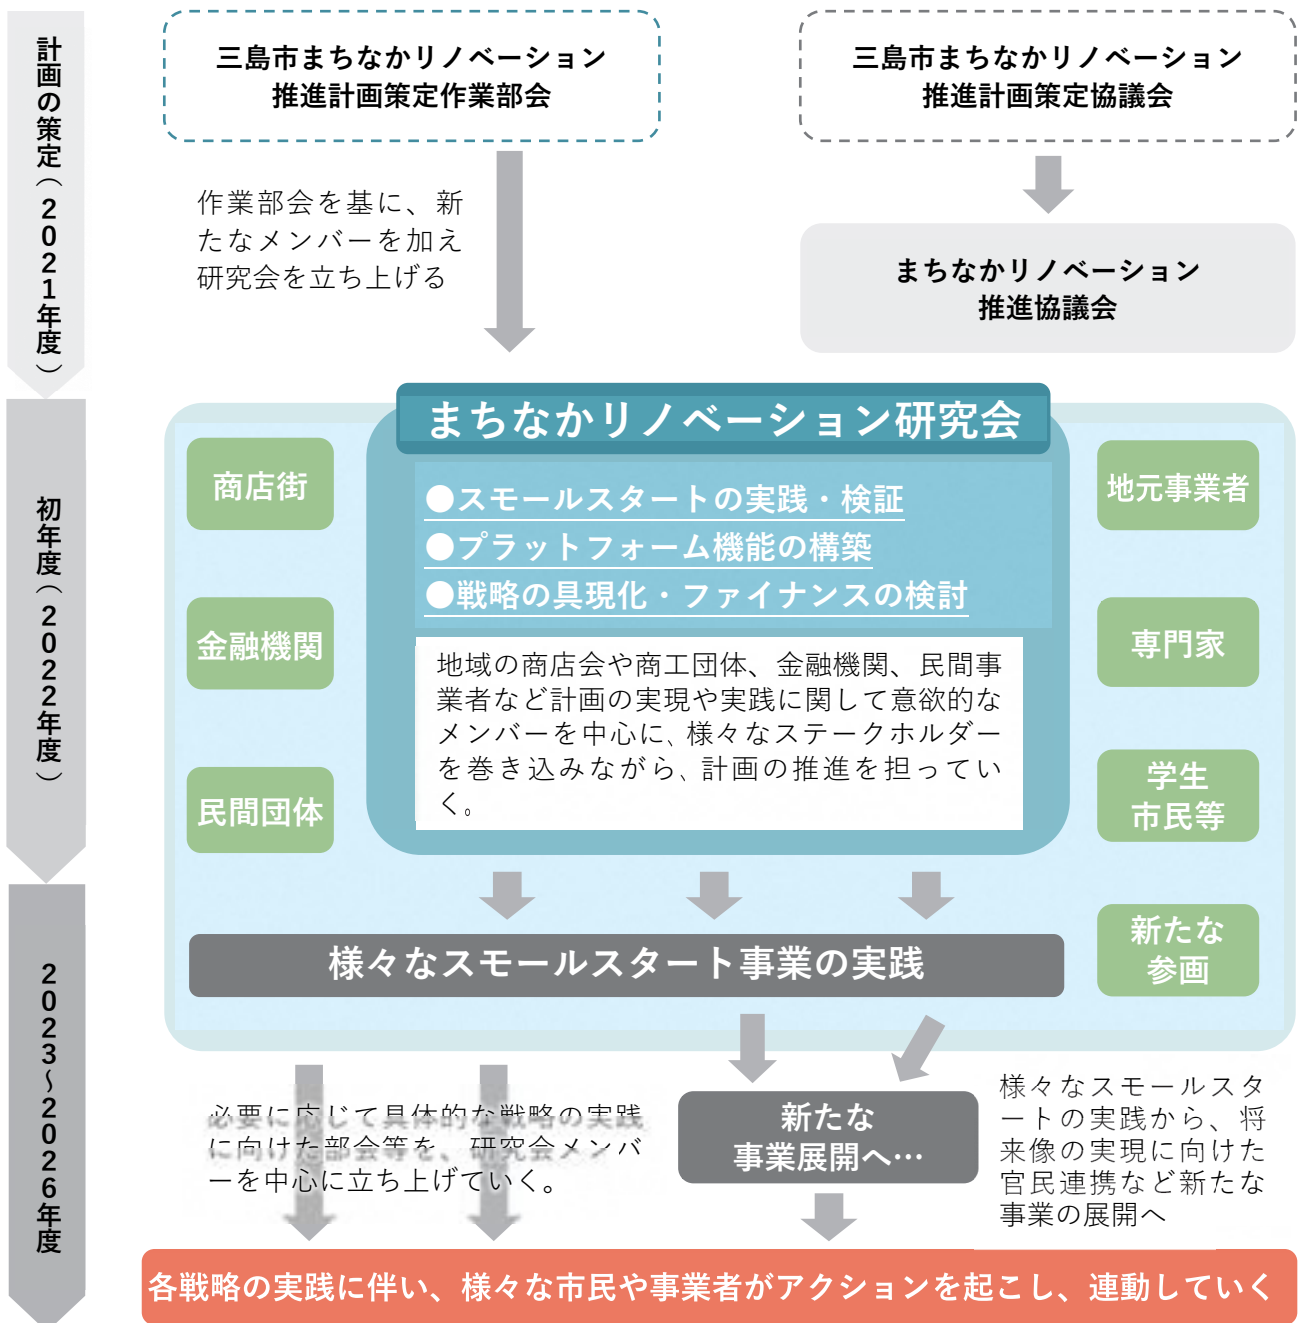 計画の策定（2021年度）
三島市まちなかリノベーション
推進計画策定作業部会
三島市まちなかリノベーション
推進計画策定協議会
作業部会を基に、新
たなメンバーを加え
研究会を立ち上げる
まちなかリノベーション
推進協議会
初年度（2022年度）
まちなかリノベーション研究会
●スモールスタートの実践・検証
●プラットフォーム機能の構築
●戦略の具現化・ファイナンスの検討
地域の商店会や商工団体、金融機関、民間事
業者など計画の実現や実践に関して意欲的な
メンバーを中心に、様々なステークホルダー
を巻き込みながら、計画の推進を担ってい
く。
商店街
金融機関
民間団体
地元事業者
専門家
学生
市民等
新たな
参画
様々なスモールスタート事業の実践
2023～2026年度
必要に応じて具体的な戦略の実践
に向けた部会等を、研究会メンバ
ーを中心に立ち上げていく。
新たな
事業展開へ…
様々なスモールスタ
ートの実践から、将
来像の実現に向けた
官民連携など新たな
事業の展開へ
各戦略の実践に伴い、様々な市民や事業者がアクションを起こし、連動していく